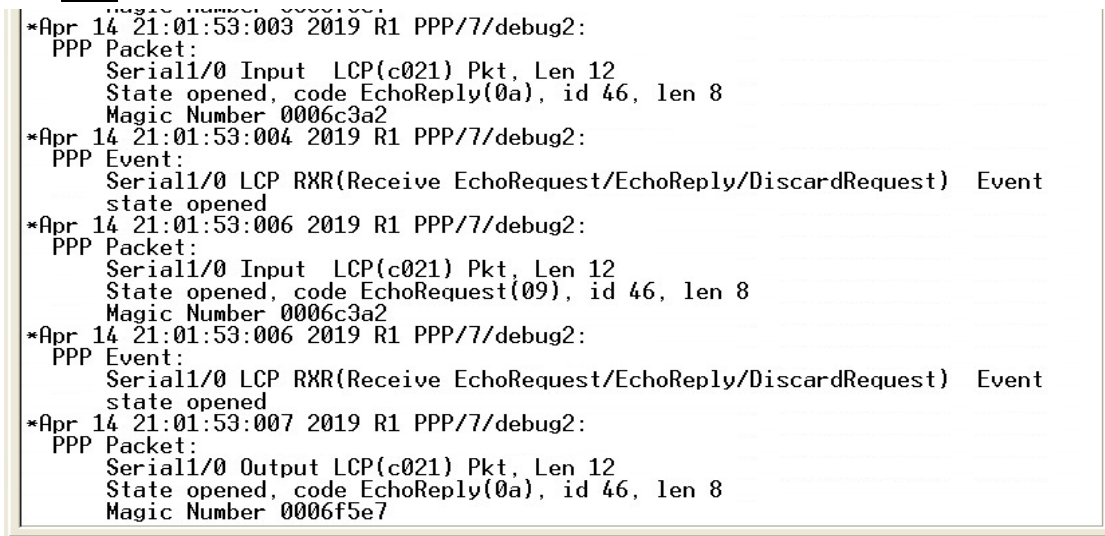 *Apr 14 21:01:53:003 2019 R1 PPP/7/debug2:
PPP Packet:
Serial1/0 Input  LCP(c021) Pkt, Len 12
State opened, code EchoReply(0a), id 46, len 8
Magic Number 0006c3a2
*Apr 14 21:01:53:004 2019 R1 PPP/7/debug2:
PPP Event:
Serial1/0 LCP RXR(Receive EchoRequest/EchoReply/DiscardRequest)  Event
state opened
*Apr 14 21:01:53:006 2019 R1 PPP/7/debug2:
PPP Packet:
Serial1/0 Input  LCP(c021) Pkt, Len 12
State opened, code EchoRequest(09), id 46, len 8
Magic Number 0006c3a2
*Apr 14 21:01:53:006 2019 R1 PPP/7/debug2:
PPP Event:
Serial1/0 LCP RXR(Receive EchoRequest/EchoReply/DiscardRequest)  Event
state opened
*Apr 14 21:01:53:007 2019 R1 PPP/7/debug2:
PPP Packet:
Serial1/0 Output LCP(c021) Pkt, Len 12
State opened, code EchoReply(0a), id 46, len 8
Magic Number 0006f5e7